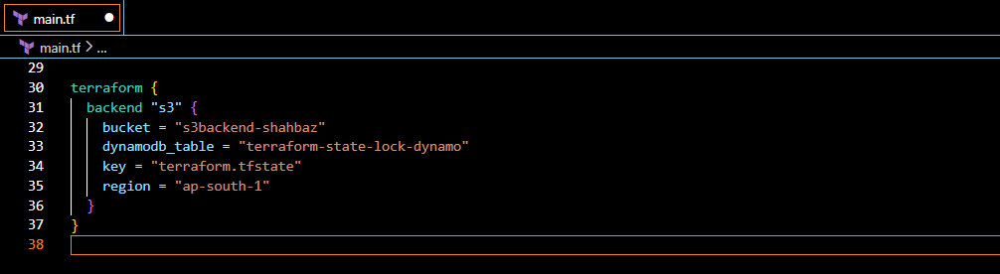 main.tf
main.tf > ...
29
30 terraform {
31   backend "s3" {
32     bucket = "s3backend-shahbaz"
33     dynamodb_table = "terraform-state-lock-dynamo"
34     key = "terraform.tfstate"
35     region = "ap-south-1"
36   }
37 }
38